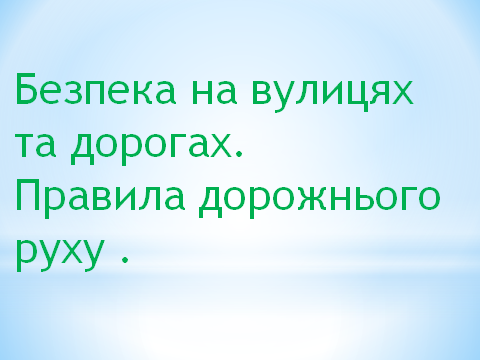 Безпека на вулицях
та дорогах.
Правила дорожнього
руху .